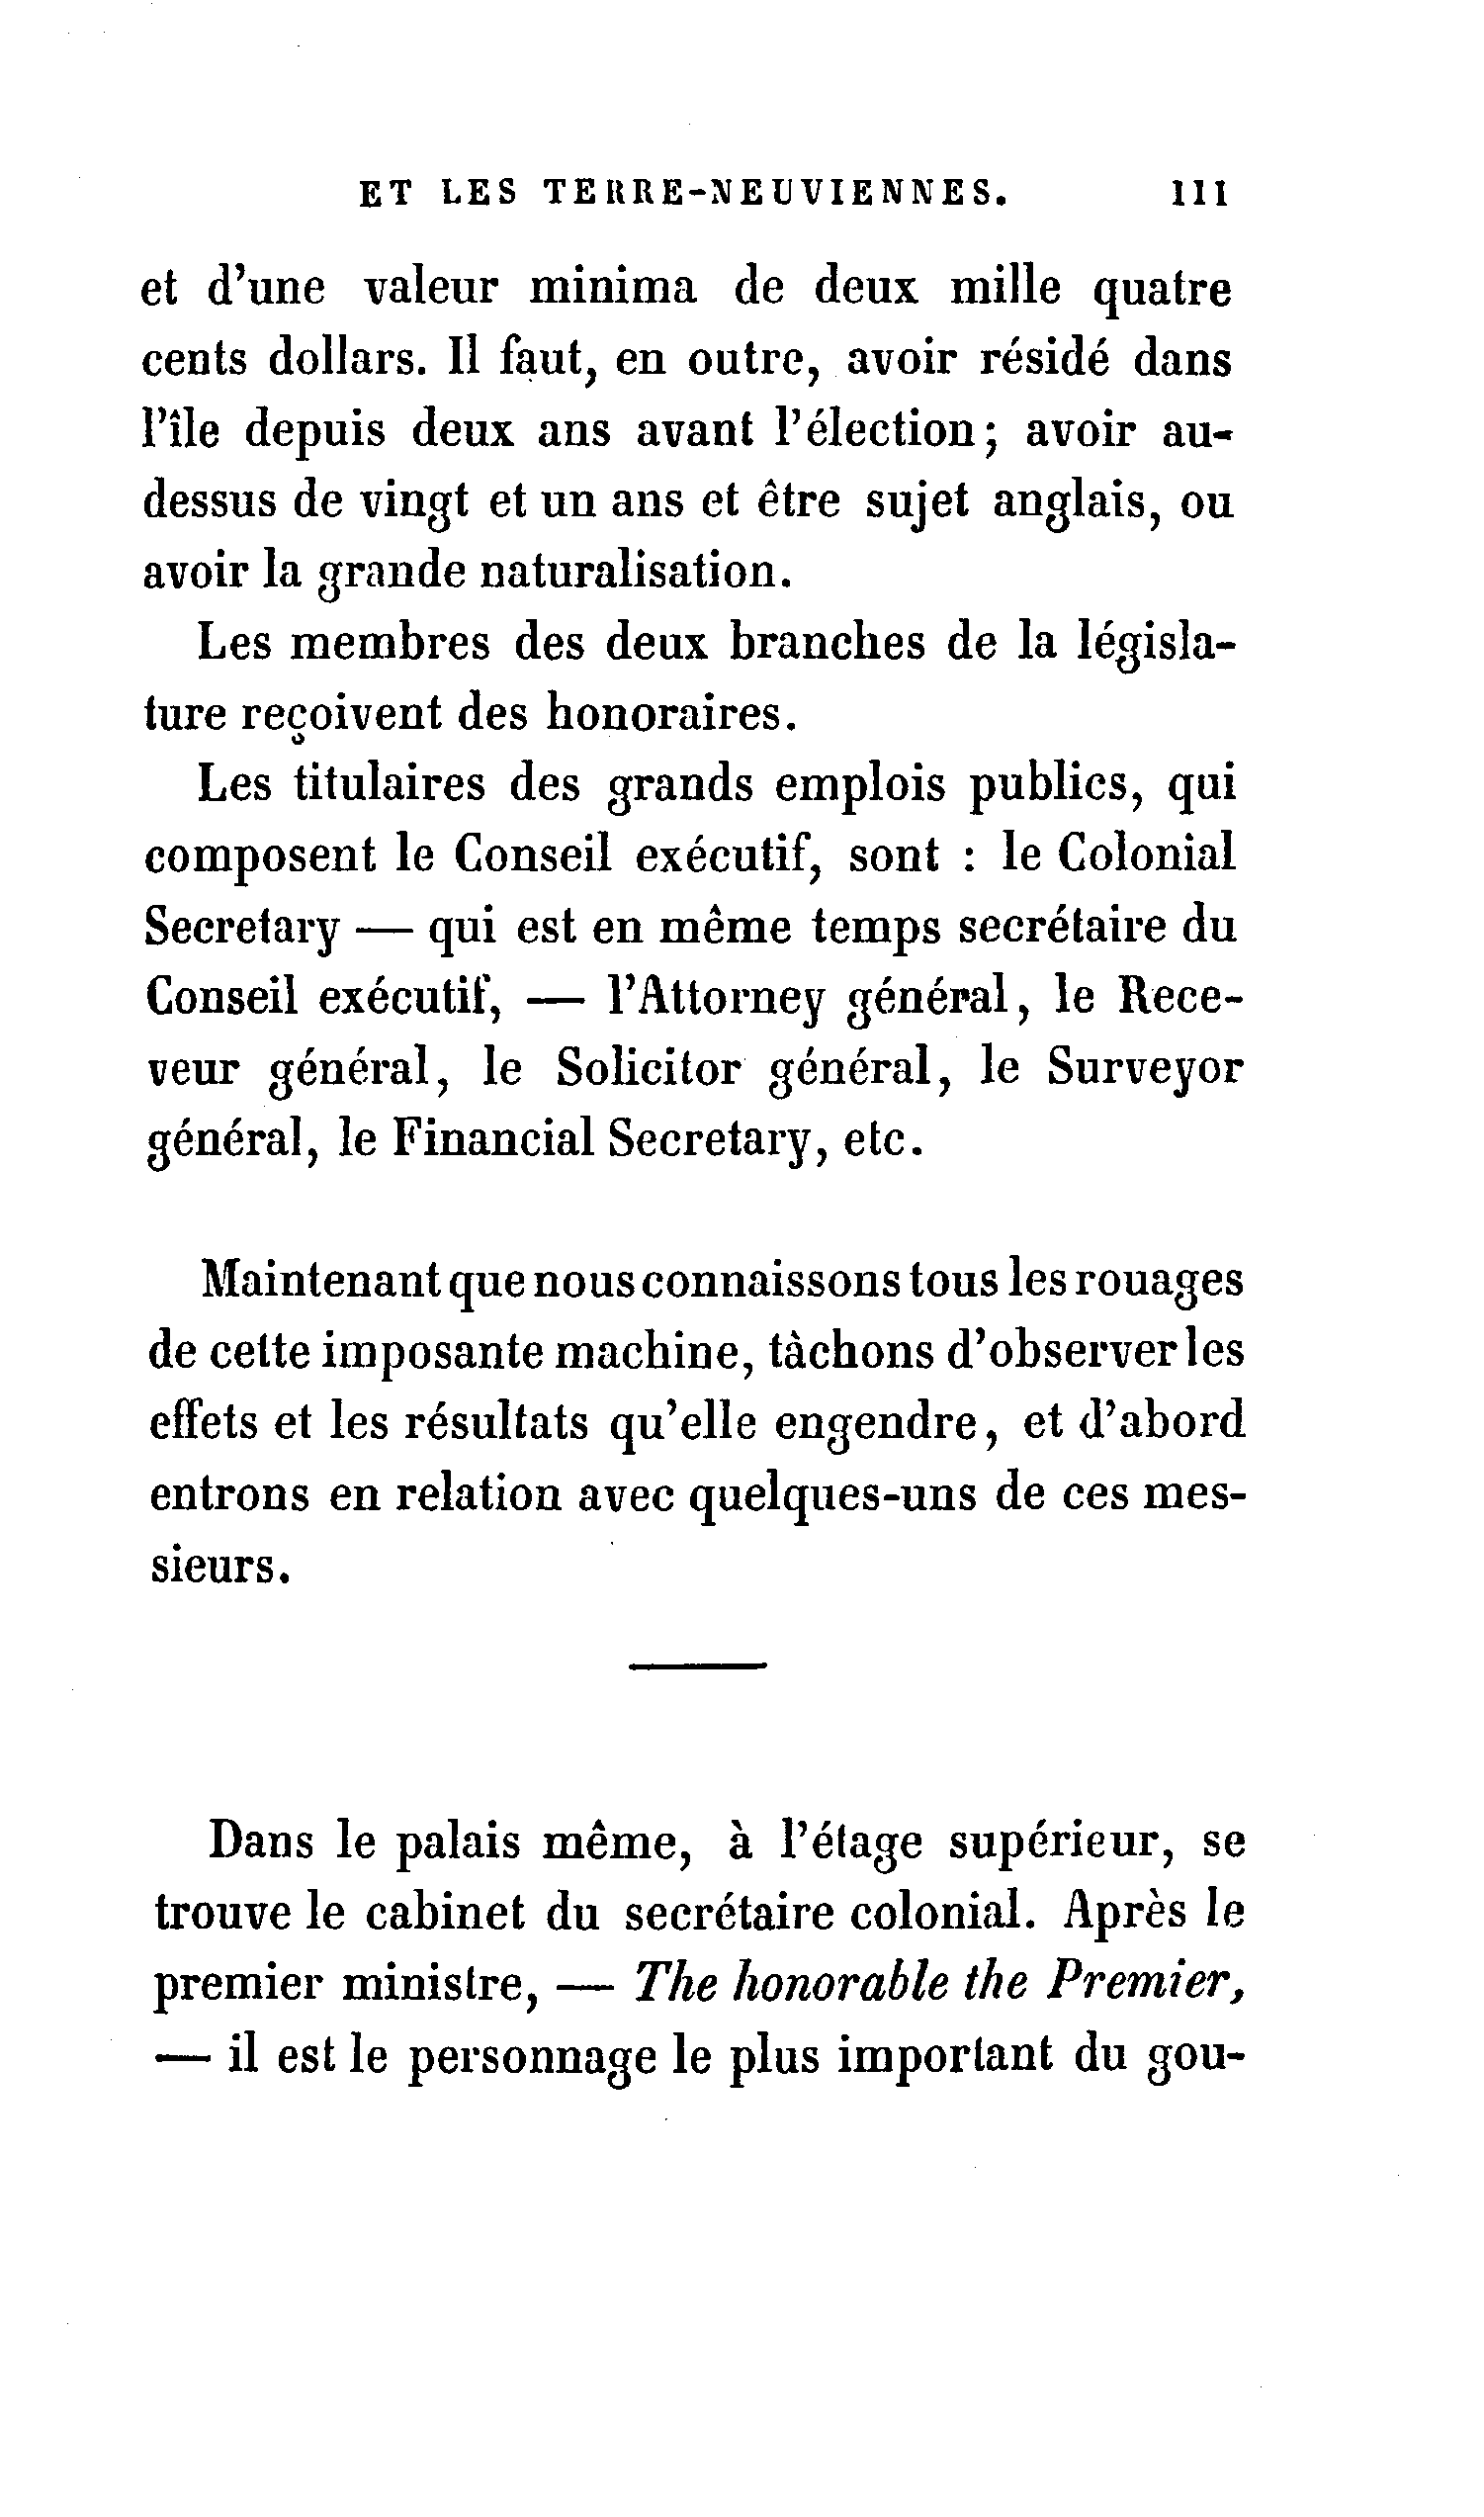 ET LES TERRE-NEUVIENNES. 111
et d'une valeur minima de deux mille quatre
cents dollars. Il faut, en outre, avoir résidé dans
l'île depuis deux ans avant l'élection; avoir au-
dessus de vingt et un ans et être sujet anglais, ou
avoir la grande naturalisation.
Les membres des deux branches de la législa-
ture reçoivent des honoraires.
Les titulaires des grands emplois publics, qui
composent le Conseil exécutif, sont : le Colonial
Secretary — qui est en même temps secrétaire du
Conseil exécutif, — l'Attorney général, le Rece-
veur général, le Solicitor général, le Surveyor
général, le Financial Secretary, etc.
Maintenant que nous connaissons tous les rouages
de cette imposante machine, tâchons d'observer les
effets et les résultats qu'elle engendre, et d'abord
entrons en relation avec quelques-uns de ces mes-
sieurs.
Dans le palais même, à l'étage supérieur, se
trouve le cabinet du secrétaire colonial. Après le
premier ministre, — The honorable the Premier,
— il est le personnage le plus important du gou-